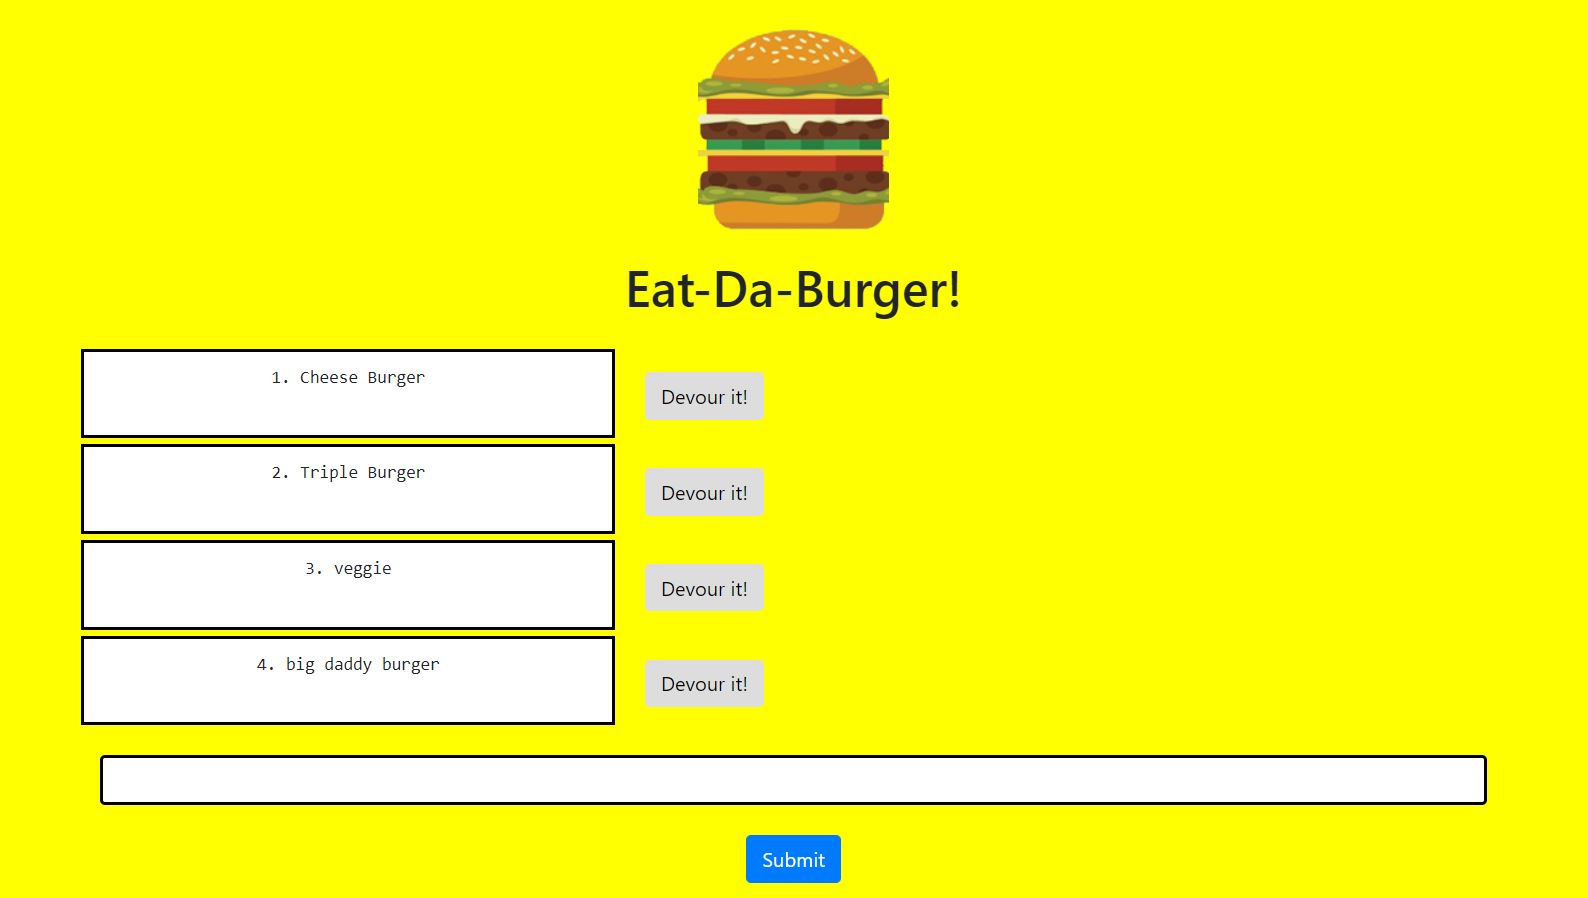 Eat-Da-Burger!
1. Cheese Burger
Devour it!
2. Triple Burger
Devour it!
3. veggie
Devour it!
4. big daddy burger
Devour it!
Submit